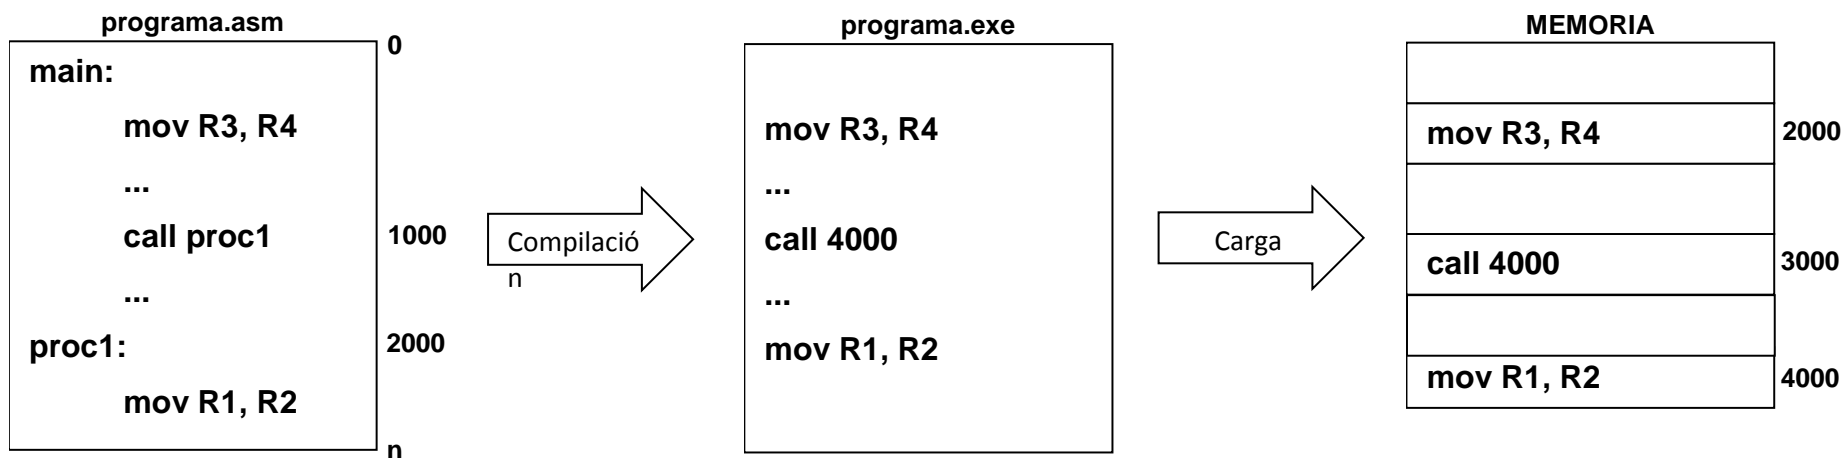 programa.asm
0
main:
mov R3, R4
...
call proc1
1000
...
proc1:
2000
mov R1, R2
n
Compilació
n
programa.exe
mov R3, R4
...
call 4000
...
mov R1, R2
Carga
MEMORIA
mov R3, R4
2000
call 4000
3000
mov R1, R2
4000